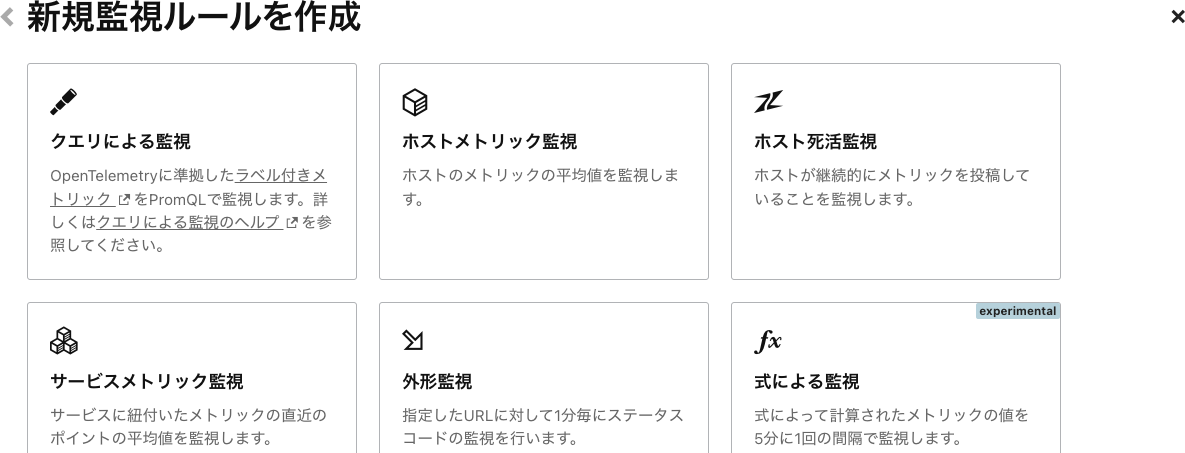 新規監視ルールを作成
クエリによる監視
OpenTelemetryに準拠したラベル付きメ
トリック をPromQLで監視します。詳
しくはクエリによる監視のヘルプ を参
照してください。
ホストメトリック監視
ホストのメトリックの平均値を監視しま
す。
ホスト死活監視
ホストが継続的にメトリックを投稿して
いることを監視します。
サービスメトリック監視
サービスに紐付いたメトリックの直近の
ポイントの平均値を監視します。
外形監視
指定したURLに対して1分毎にステータス
コードの監視を行います。
experimental
式による監視
式によって計算されたメトリックの値を
5分に1回の間隔で監視します。